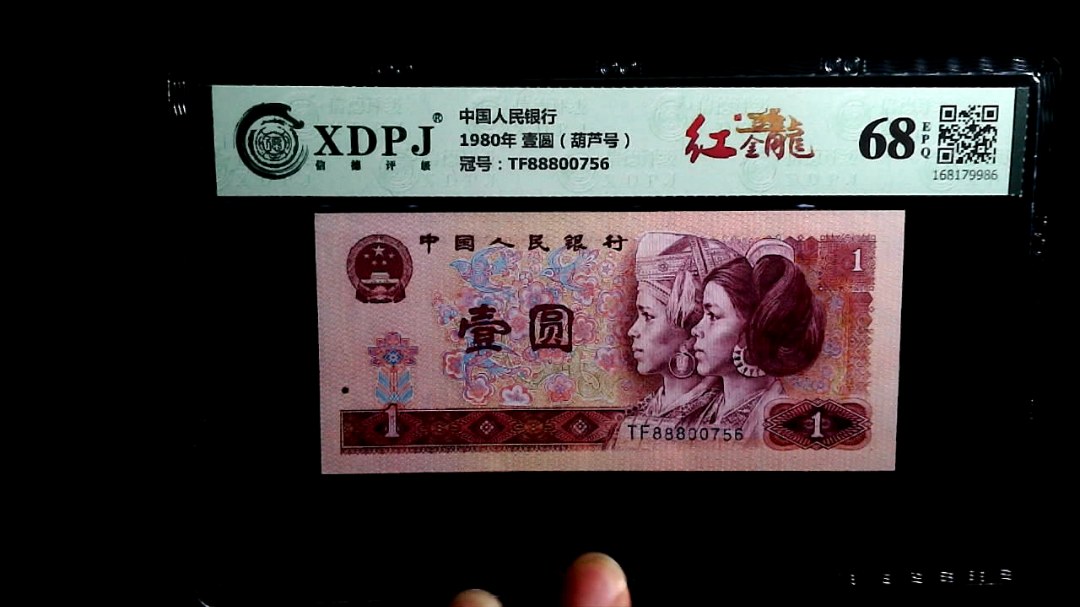 XDPJ®
信德评级
中国人民银行
1980年 壹圆（葫芦号）
冠号：TF88800756
红金龍
68
EPQ
168179986
中国人民银行
1
壹圆
1
TF88800756
1